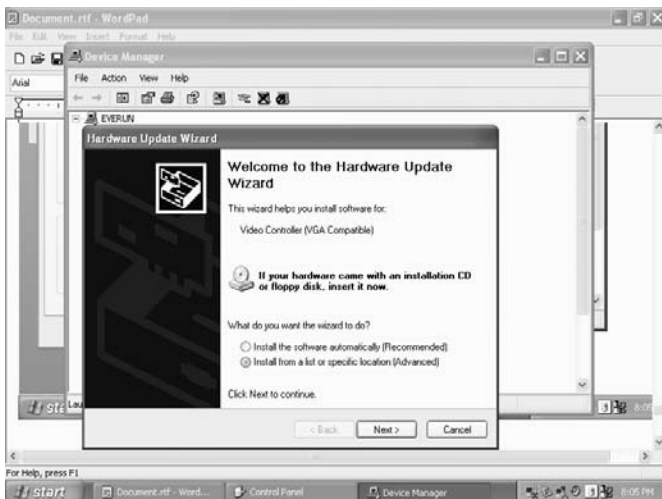 Document.rtf - WordPad
File Edit View Insert Format Help
Device Manager
Arial
File Action View Help
EVERUN
Hardware Update Wizard
Welcome to the Hardware Update
Wizard
This wizard helps you install software for:
Video Controller (VGA Compatible)
If your hardware came with an installation CD
or floppy disk, insert it now.
What do you want the wizard to do?
Install the software automatically (Recommended)
Install from a list or specific location (Advanced)
Click Next to continue.
< Back Next > Cancel
For Help, press F1
start Document.rtf - Word... Control Panel Device Manager 8:05 PM